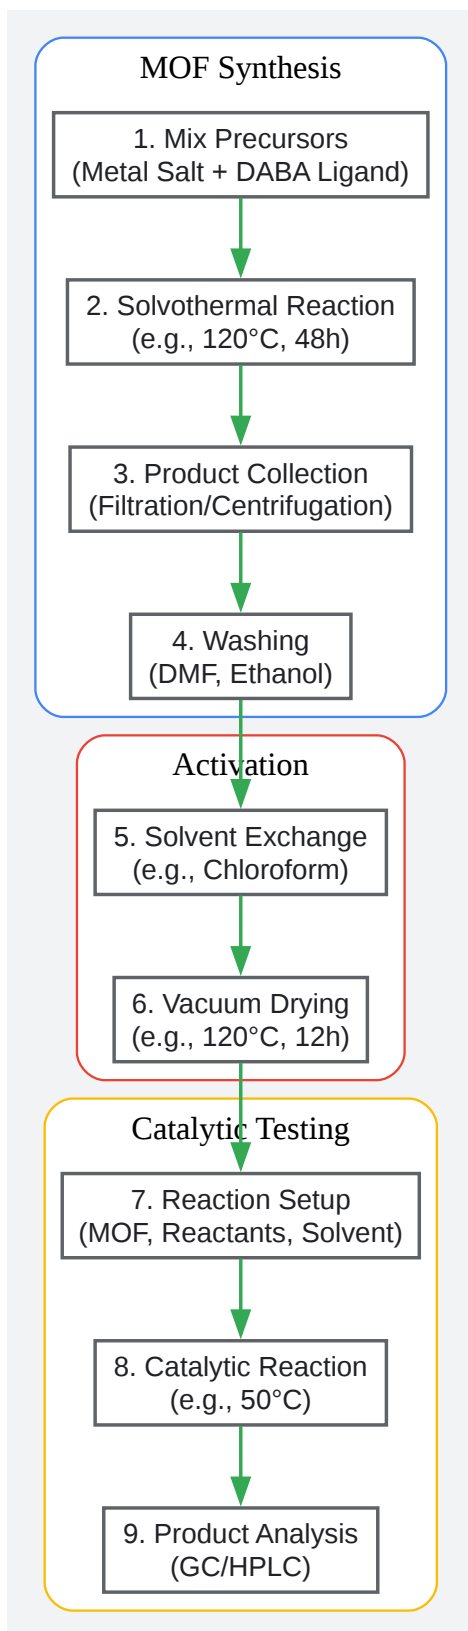 MOF Synthesis
1. Mix Precursors
(Metal Salt + DABA Ligand)
2. Solvothermal Reaction
(e.g., 120°C, 48h)
3. Product Collection
(Filtration/Centrifugation)
4. Washing
(DMF, Ethanol)
Activation
5. Solvent Exchange
(e.g., Chloroform)
6. Vacuum Drying
(e.g., 120°C, 12h)
Catalytic Testing
7. Reaction Setup
(MOF, Reactants, Solvent)
8. Catalytic Reaction
(e.g., 50°C)
9. Product Analysis
(GC/HPLC)